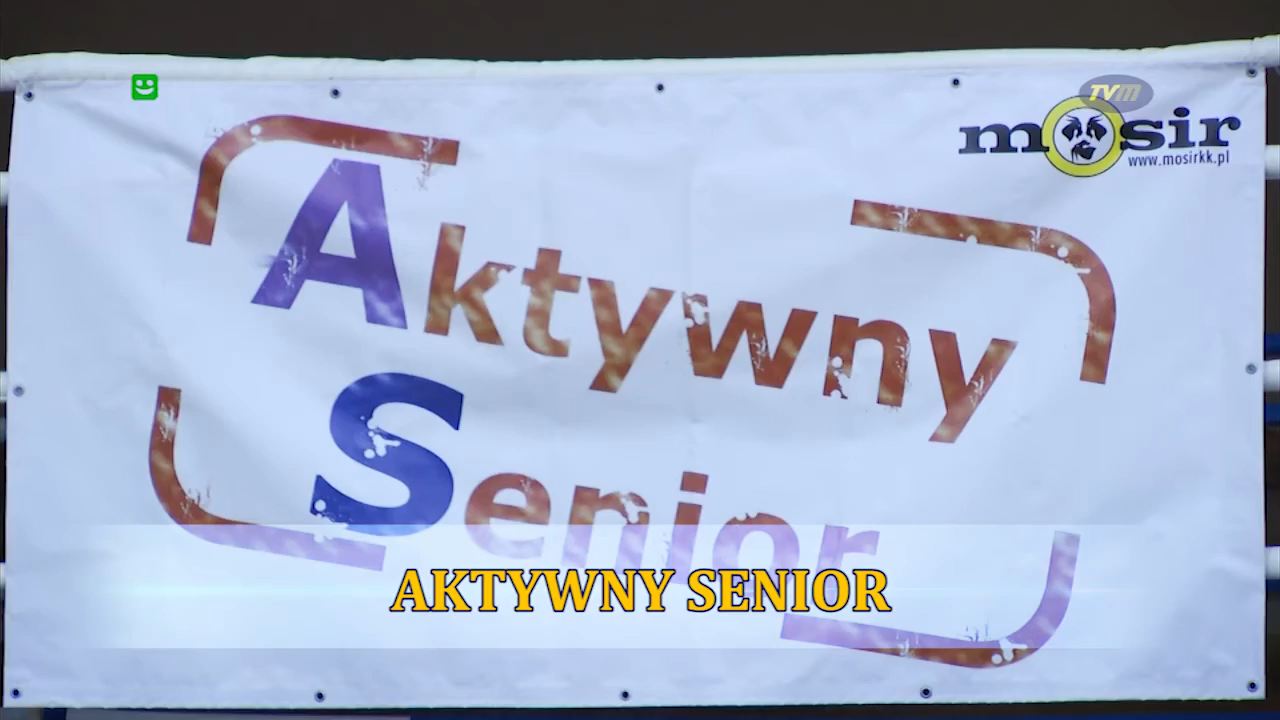 TVM
mosir
www.mosirkk.pl
Aktywny
Senior
AKTYWNY SENIOR